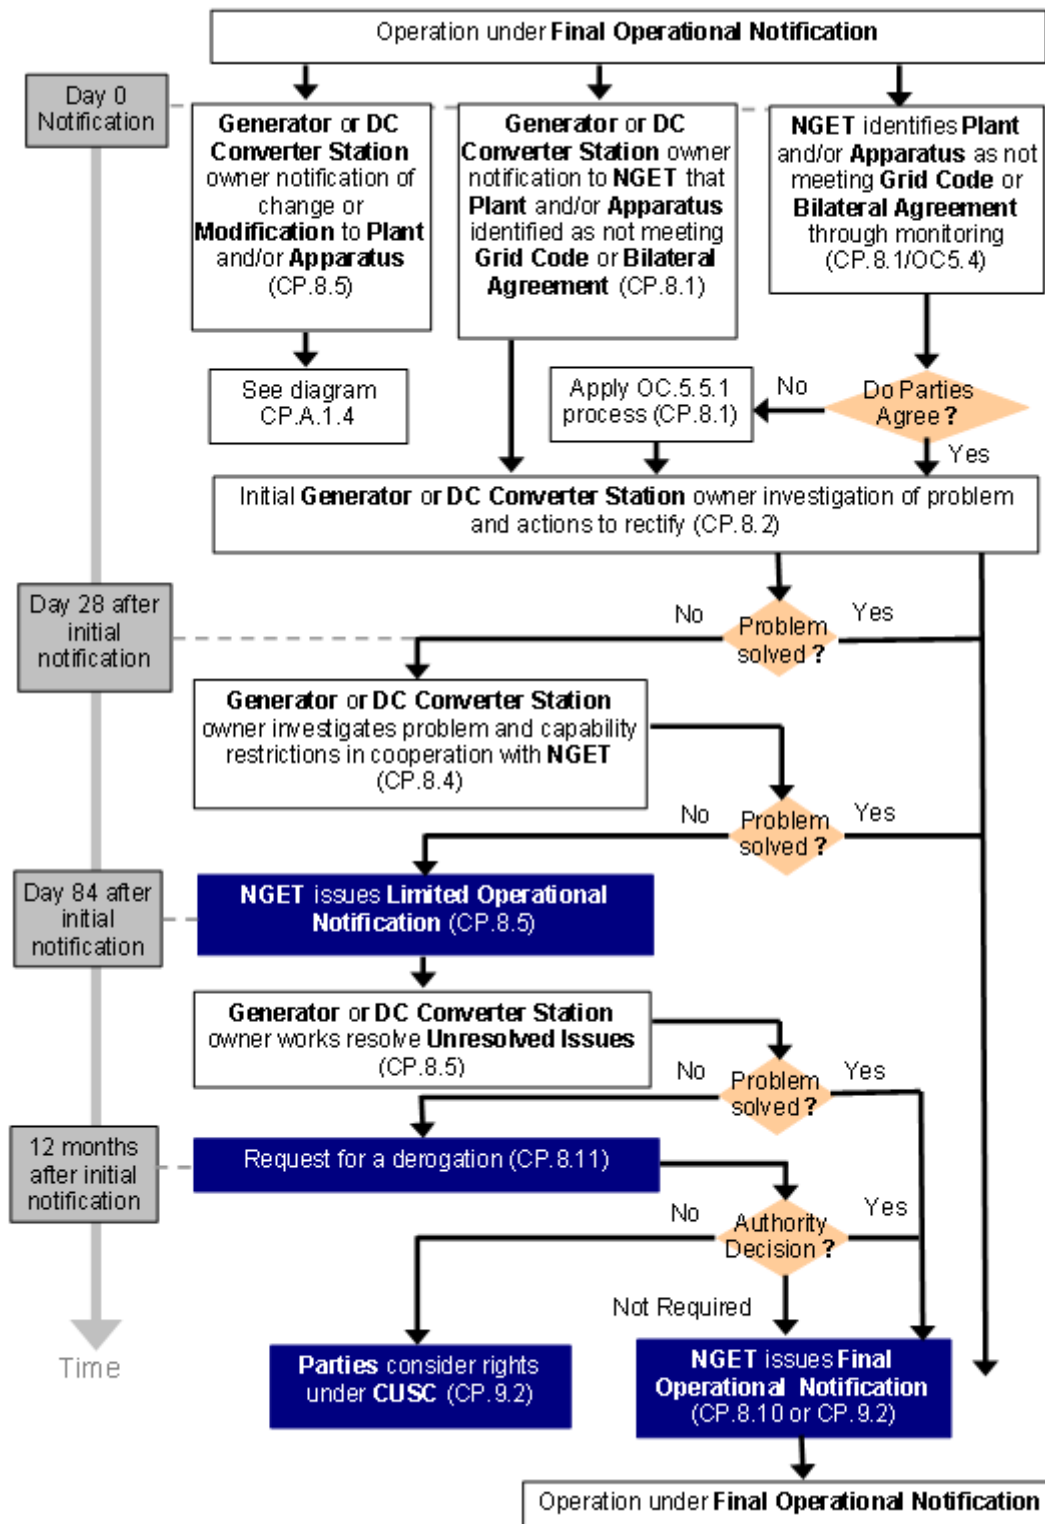 Operation under Final Operational Notification
Day 0
Notification
Generator or DC
Converter Station
owner notification of
change or
Modification to Plant
and/or Apparatus
(CP.8.5)
Generator or DC
Converter Station owner
notification to NGET that
Plant and/or Apparatus
identified as not meeting
Grid Code or Bilateral
Agreement (CP.8.1)
NGET identifies Plant
and/or Apparatus as not
meeting Grid Code or
Bilateral Agreement
through monitoring
(CP.8.1/OC5.4)
See diagram
CP.A.1.4
Apply OC.5.5.1
process (CP.8.1)
No
Do Parties
Agree?
Yes
Initial Generator or DC Converter Station owner investigation of problem
and actions to rectify (CP.8.2)
Day 28 after
initial
notification
No
Problem
solved?
Yes
Generator or DC Converter Station
owner investigates problem and capability
restrictions in cooperation with NGET
(CP.8.4)
No
Problem
solved?
Yes
Day 84 after
initial
notification
NGET issues Limited Operational
Notification (CP.8.5)
Generator or DC Converter Station
owner works resolve Unresolved Issues
(CP.8.5)
No
Problem
solved?
Yes
12 months
after initial
notification
Request for a derogation (CP.8.11)
No
Authority
Decision?
Yes
Not Required
Time
Parties consider rights
under CUSC (CP.9.2)
NGET issues Final
Operational Notification
(CP.8.10 or CP.9.2)
Operation under Final Operational Notification